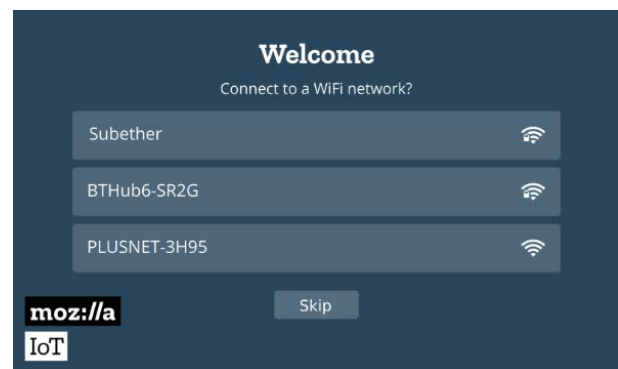 Welcome
Connect to a WiFi network?
Subether
BTHub6-SR2G
PLUSNET-3H95
Skip
moz://a
IoT